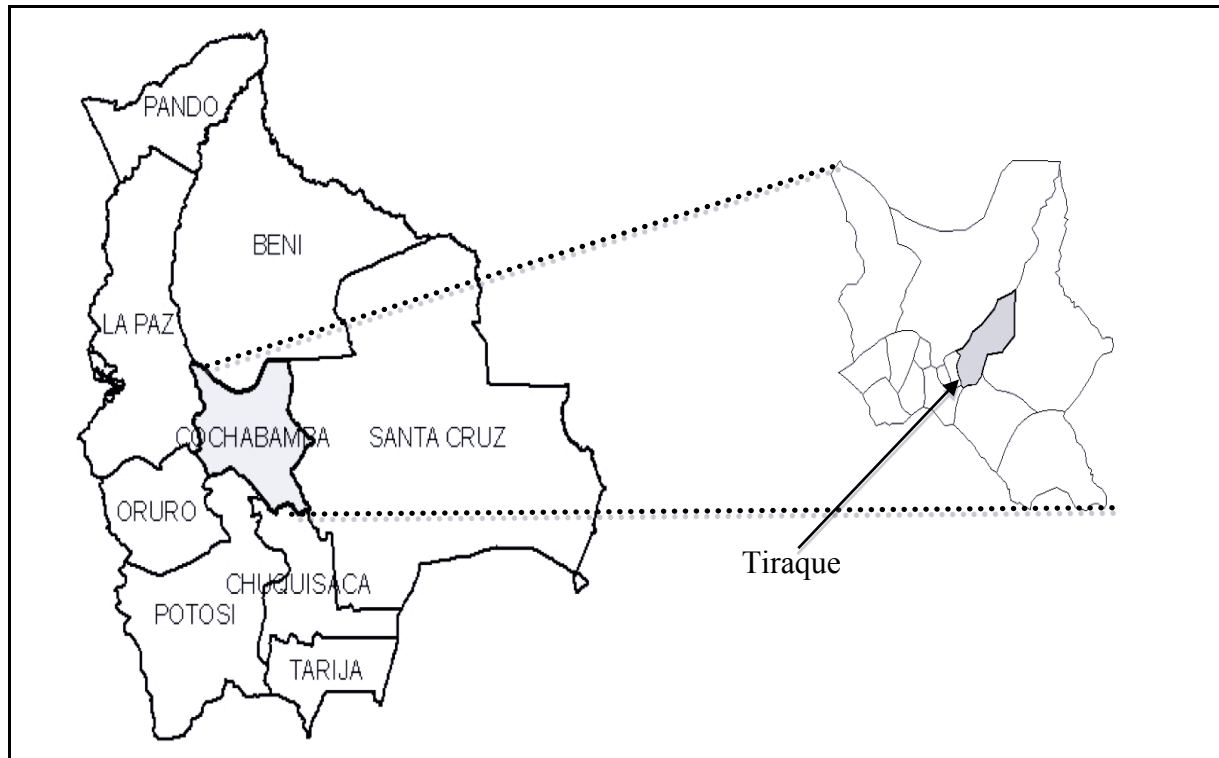 PANDO
BENI
LA PAZ
COCHABAMBA
SANTA CRUZ
ORURO
CHUQUISACA
POTOSI
TARIJA
Tiraque